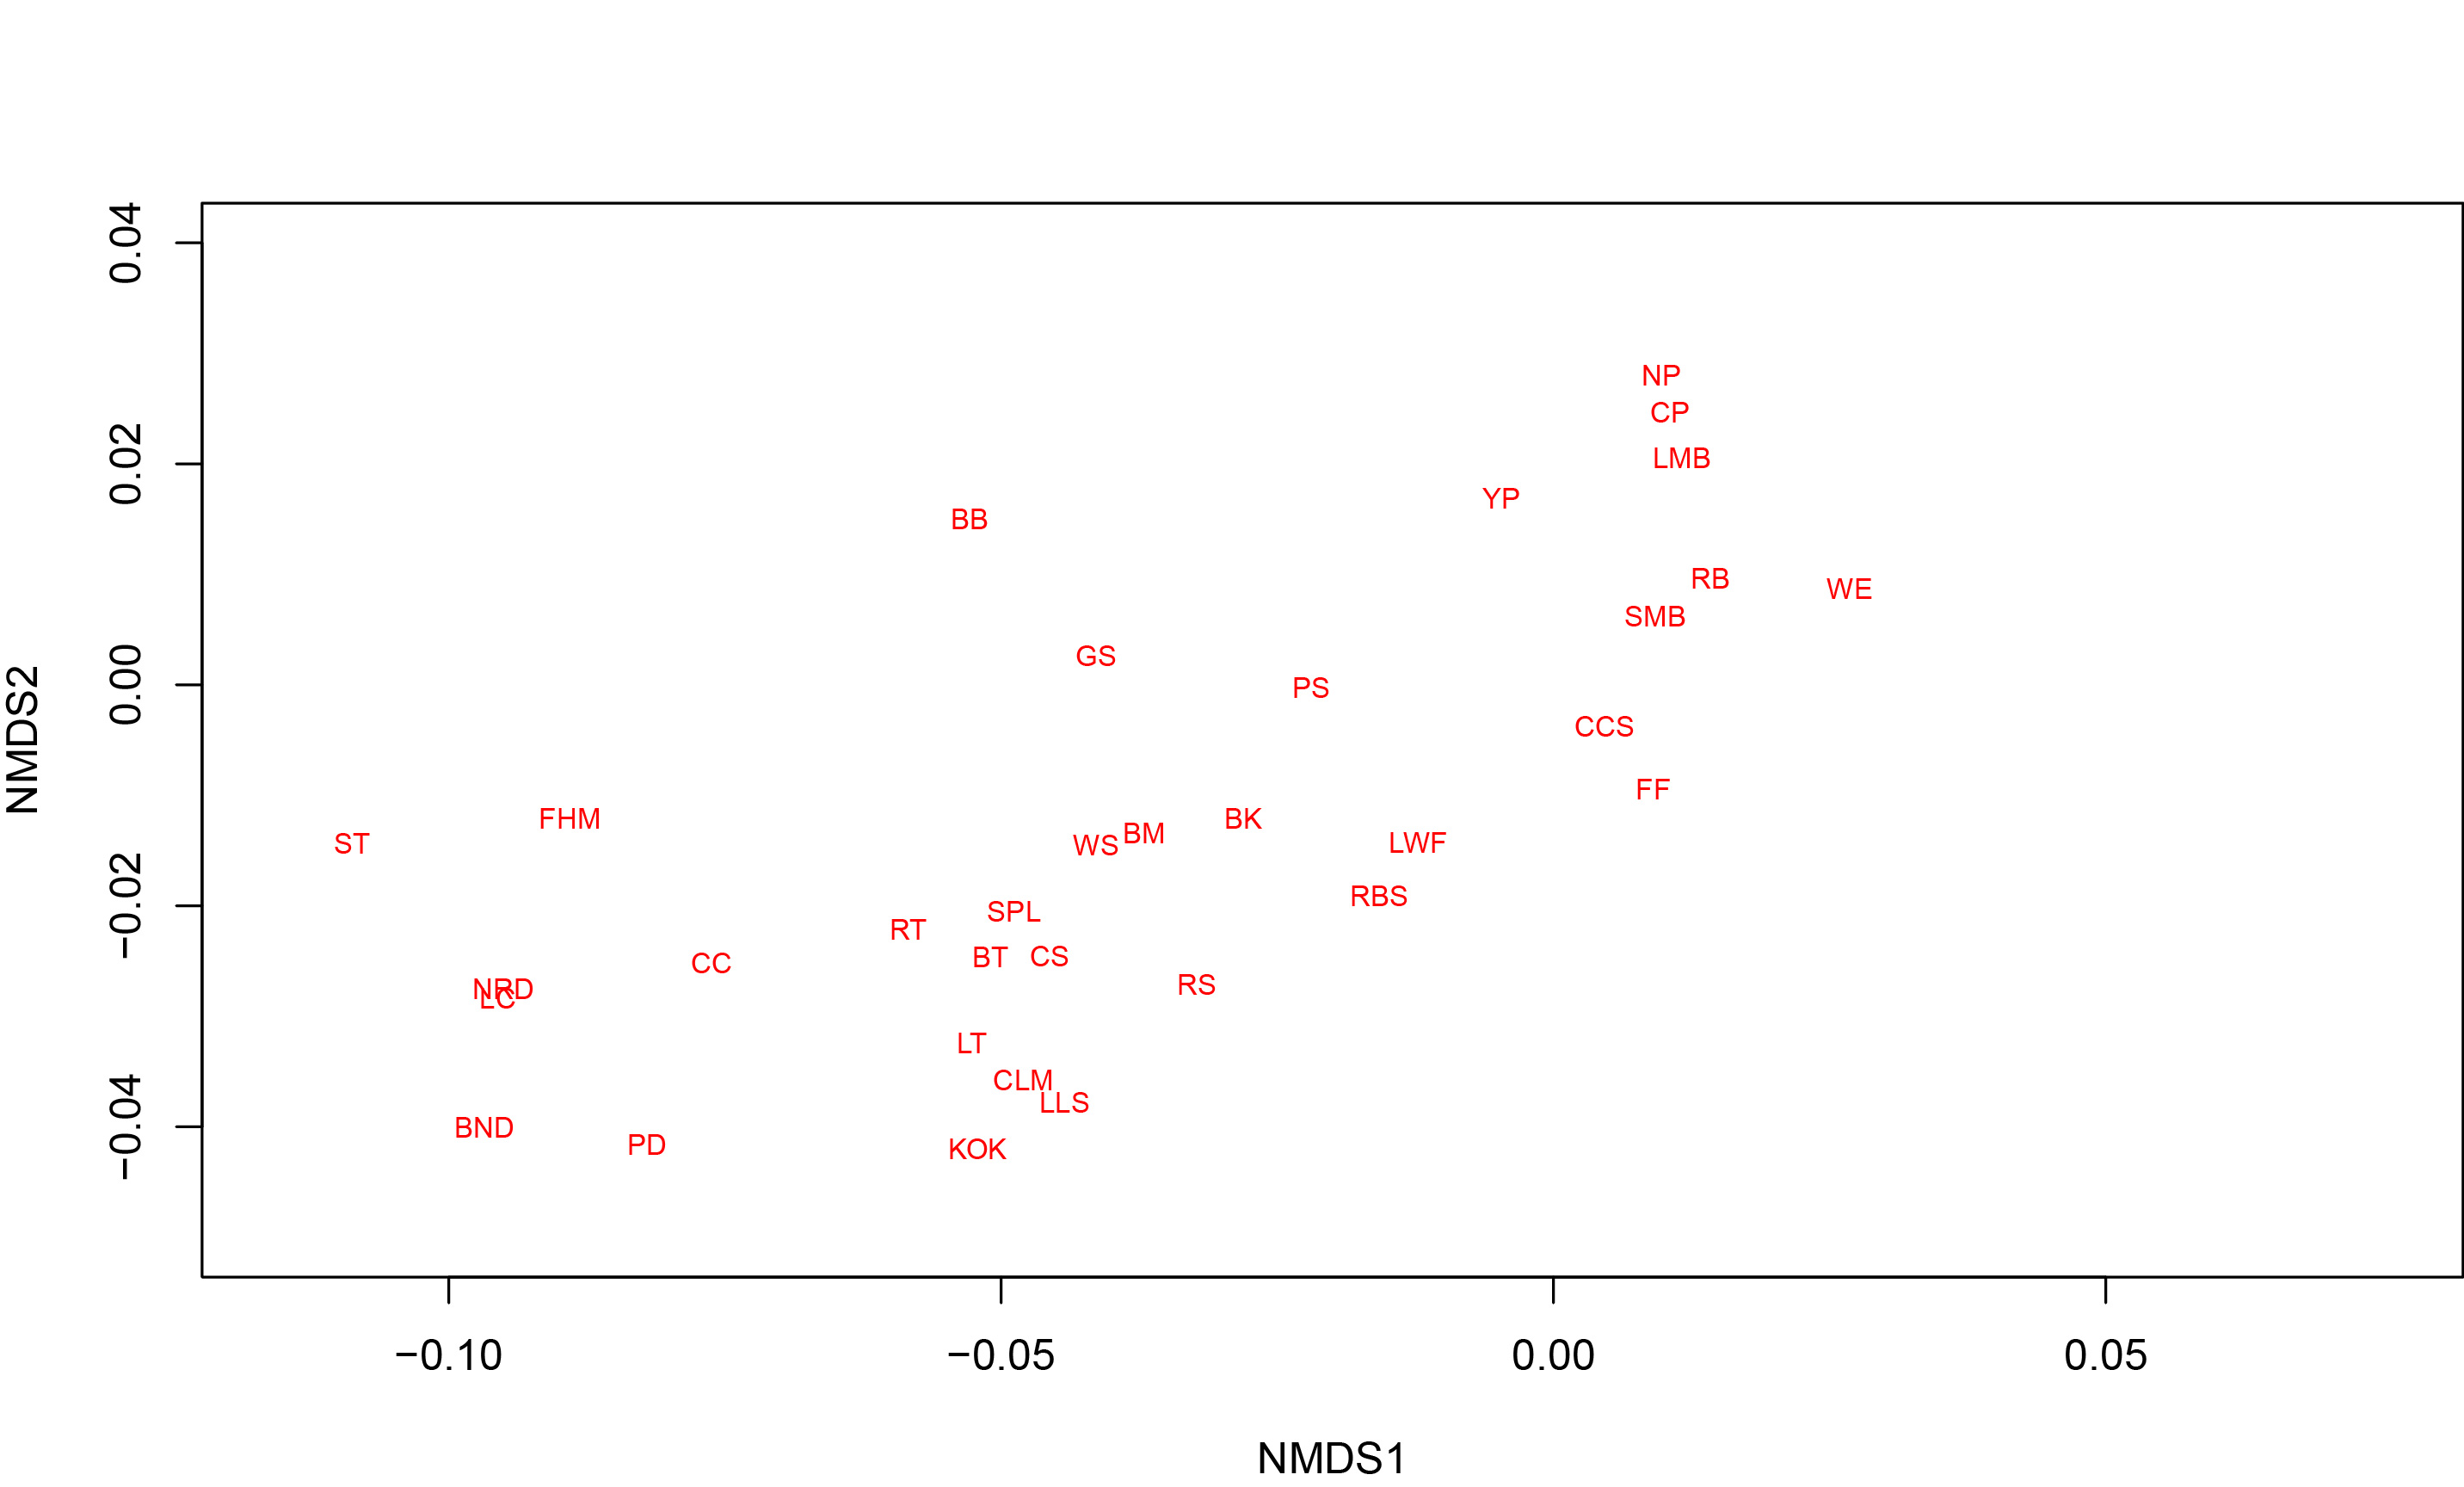 0.04
0.02
0.00
−0.02
−0.04
NMDS2
NP
CP
LMB
YP
BB
RB
WE
SMB
GS
PS
CCS
FF
FHM
BK
BM
ST
WS
LWF
RBS
SPL
RT
BT
CS
CC
RS
NRD
LC
LT
CLM
LLS
BND
PD
KOK
−0.10
−0.05
0.00
0.05
NMDS1